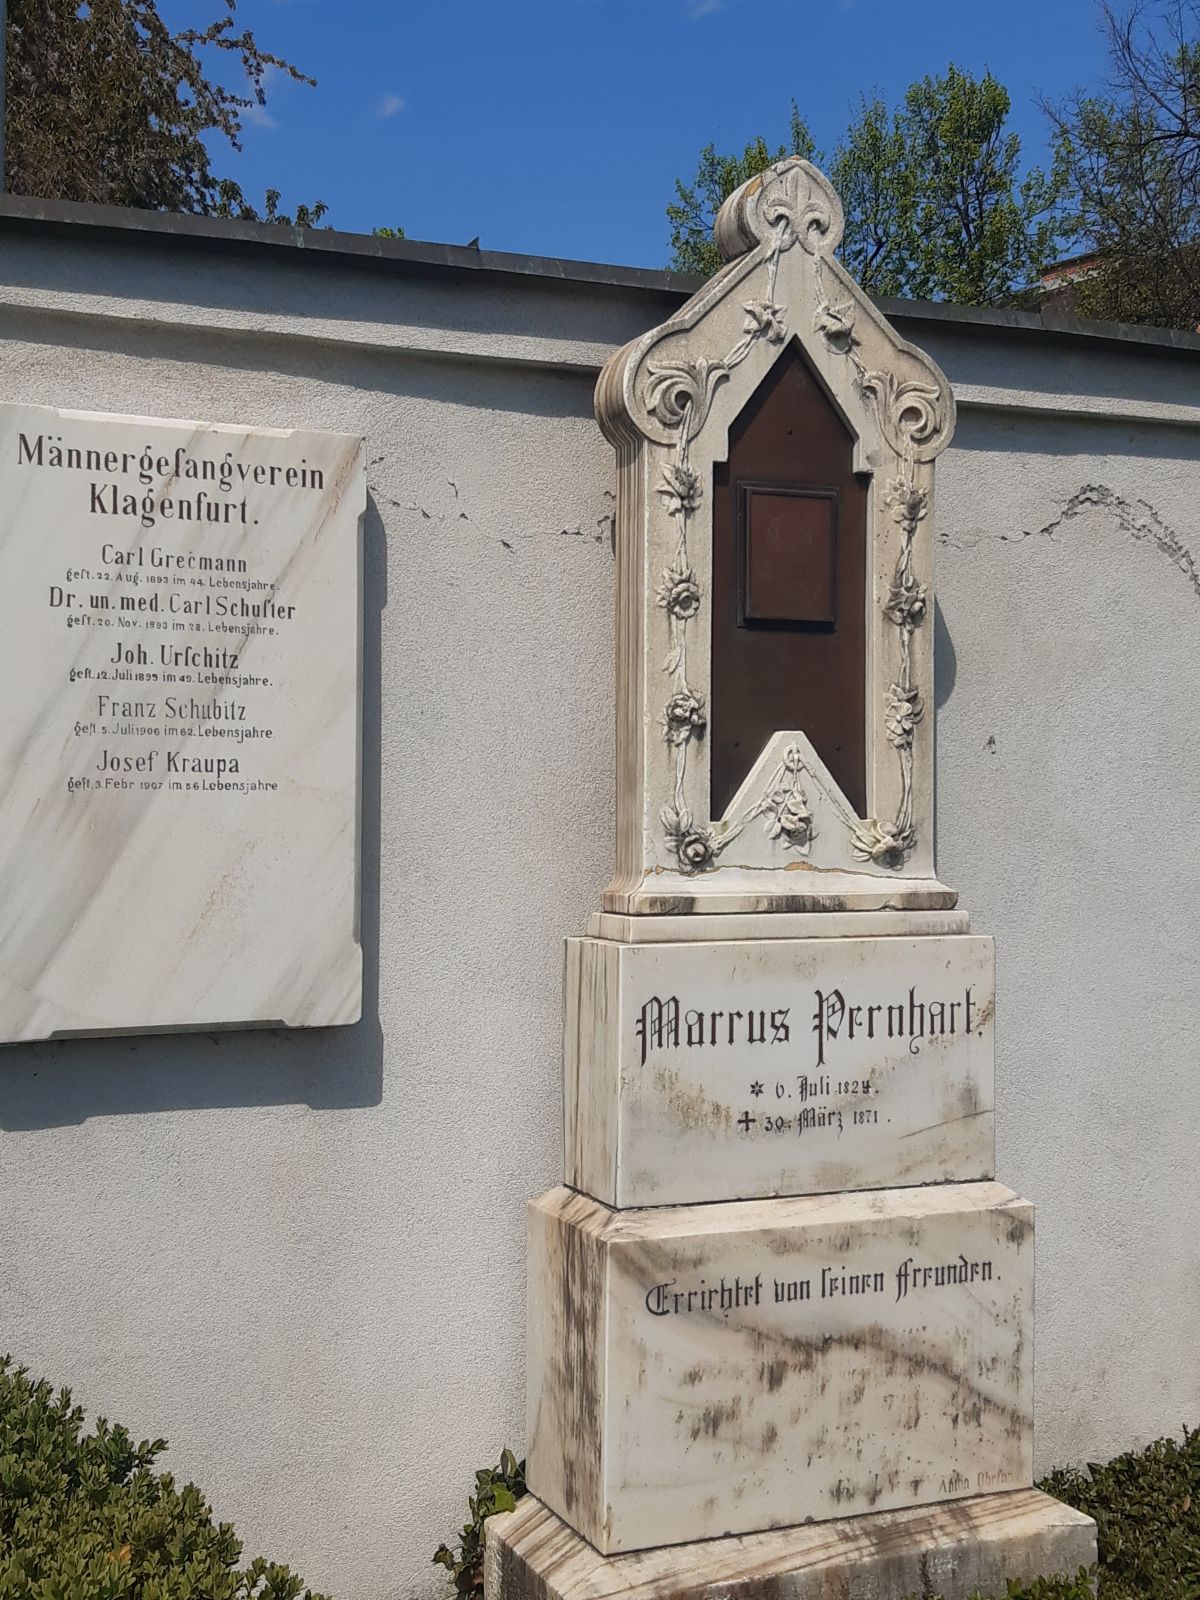 Männergeſangverein
Klagenfurt.
Carl Grečmann
geſt. 22. Aug. 1893 im 44. Lebensjahre.
Dr. un. med. Carl Schuſter
geſt. 20. Nov. 1893 im 28. Lebensjahre.
Joh. Urſchitz
geſt. 12. Juli 1895 im 49. Lebensjahre.
Franz Schubitz
geſt. 5. Juli 1906 im 62. Lebensjahre.
Joſef Kraupa
geſt. 3. Febr 1907 im 56 Lebensjahre
Marcus Pernhart.
* 6. Juli 1824.
✝ 30. März 1871.
Errichtet von ſeinen Freunden.
Anton